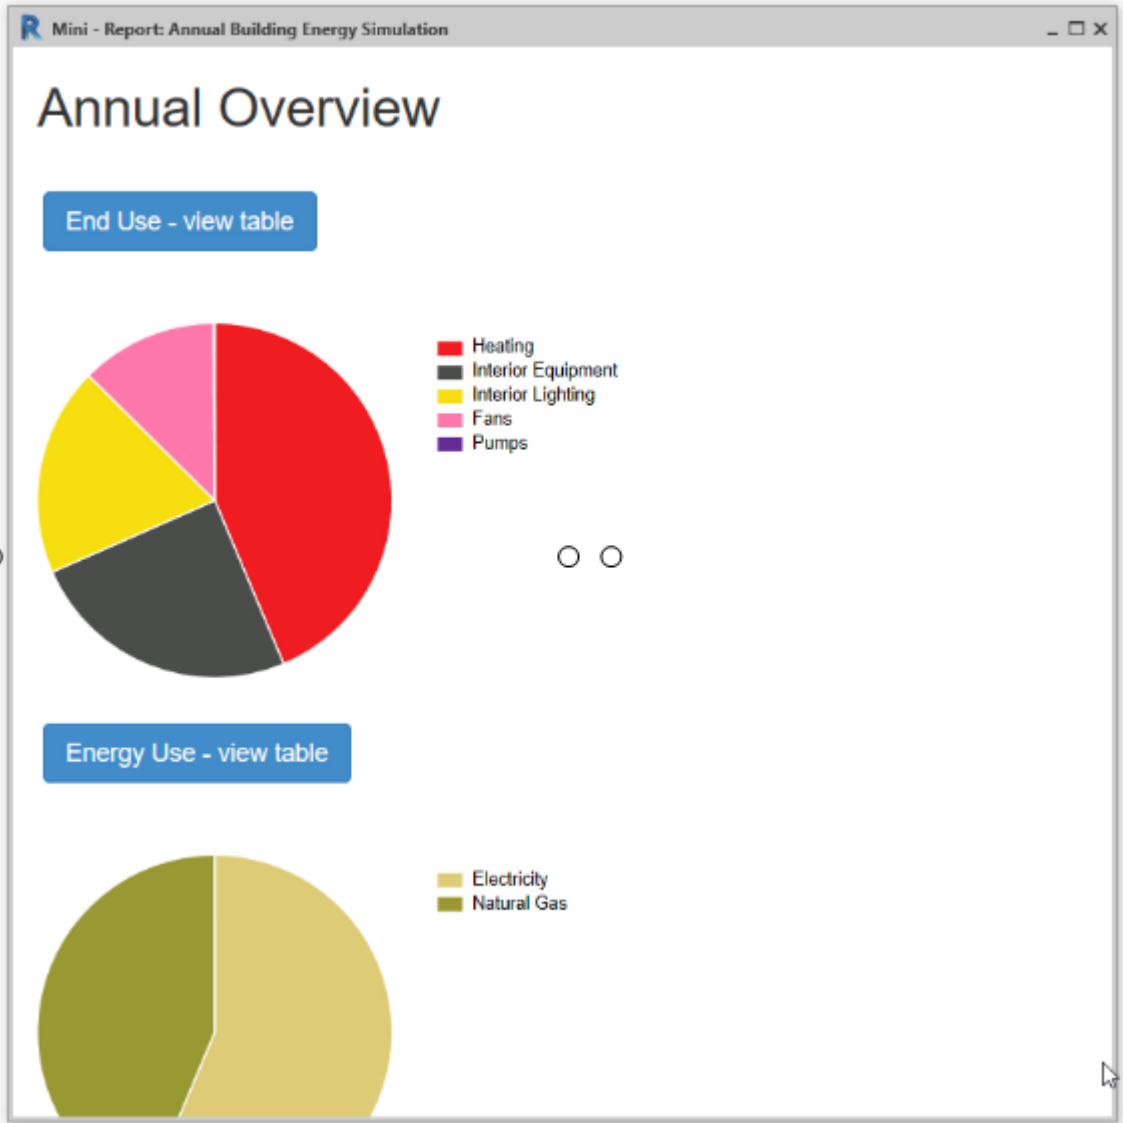 Mini - Report: Annual Building Energy Simulation
Annual Overview
End Use - view table
Heating
Interior Equipment
Interior Lighting
Fans
Pumps
Energy Use - view table
Electricity
Natural Gas